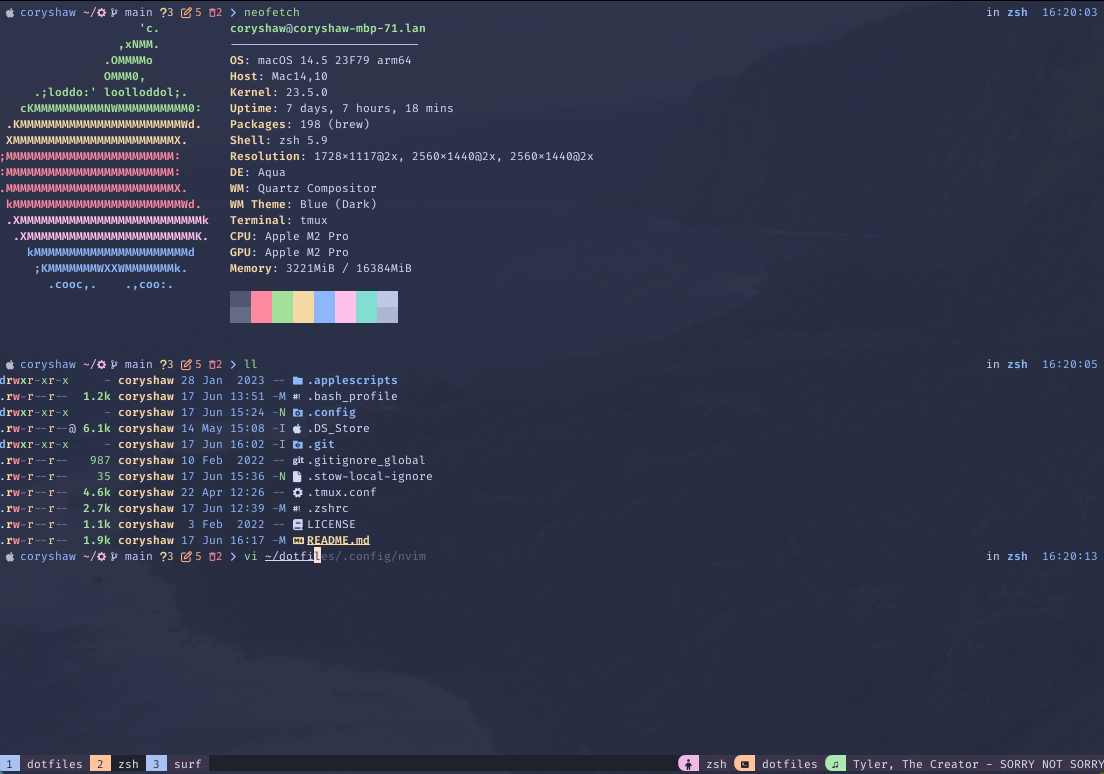 coryshaw ~/ main ?3 5 2 ❯ neofetch in zsh 16:20:03
'c. coryshaw@coryshaw-mbp-71.lan
,xNMM. ───────────────────────────
.OMMMMo OS: macOS 14.5 23F79 arm64
OMMM0, Host: Mac14,10
.;loddo:' loolloddol;. Kernel: 23.5.0
cKMMMMMMMMMMNWMMMMMMMMMM0: Uptime: 7 days, 7 hours, 18 mins
.KMMMMMMMMMMMMMMMMMMMMMMMWd. Packages: 198 (brew)
XMMMMMMMMMMMMMMMMMMMMMMMX. Shell: zsh 5.9
;MMMMMMMMMMMMMMMMMMMMMMMM: Resolution: 1728×1117@2x, 2560×1440@2x, 2560×1440@2x
:MMMMMMMMMMMMMMMMMMMMMMMM: DE: Aqua
.MMMMMMMMMMMMMMMMMMMMMMMMX. WM: Quartz Compositor
kMMMMMMMMMMMMMMMMMMMMMMMMWd. WM Theme: Blue (Dark)
.XMMMMMMMMMMMMMMMMMMMMMMMMMMk Terminal: tmux
.XMMMMMMMMMMMMMMMMMMMMMMMMK. CPU: Apple M2 Pro
kMMMMMMMMMMMMMMMMMMMMMMd GPU: Apple M2 Pro
;KMMMMMMMWXXWMMMMMMMk. Memory: 3221MiB / 16384MiB
.cooc,. .,coo:.
coryshaw ~/ main ?3 5 2 ❯ ll in zsh 16:20:05
drwxr-xr-x - coryshaw 28 Jan 2023 -- .applescripts
.rw-r--r-- 1.2k coryshaw 17 Jun 13:51 -M .bash_profile
drwxr-xr-x - coryshaw 17 Jun 15:24 -N .config
.rw-r--r--@ 6.1k coryshaw 14 May 15:08 -I .DS_Store
drwxr-xr-x - coryshaw 17 Jun 16:02 -I .git
.rw-r--r-- 987 coryshaw 10 Feb 2022 -- git .gitignore_global
.rw-r--r-- 35 coryshaw 17 Jun 15:36 -N .stow-local-ignore
.rw-r--r-- 4.6k coryshaw 22 Apr 12:26 -- .tmux.conf
.rw-r--r-- 2.7k coryshaw 17 Jun 12:39 -M .zshrc
.rw-r--r-- 1.1k coryshaw 3 Feb 2022 -- LICENSE
.rw-r--r-- 1.9k coryshaw 17 Jun 16:17 -M README.md
coryshaw ~/ main ?3 5 2 ❯ vi ~/dotfiles/.config/nvim in zsh 16:20:13
1 dotfiles 2 zsh 3 surf zsh dotfiles ♫ Tyler, The Creator - SORRY NOT SORRY